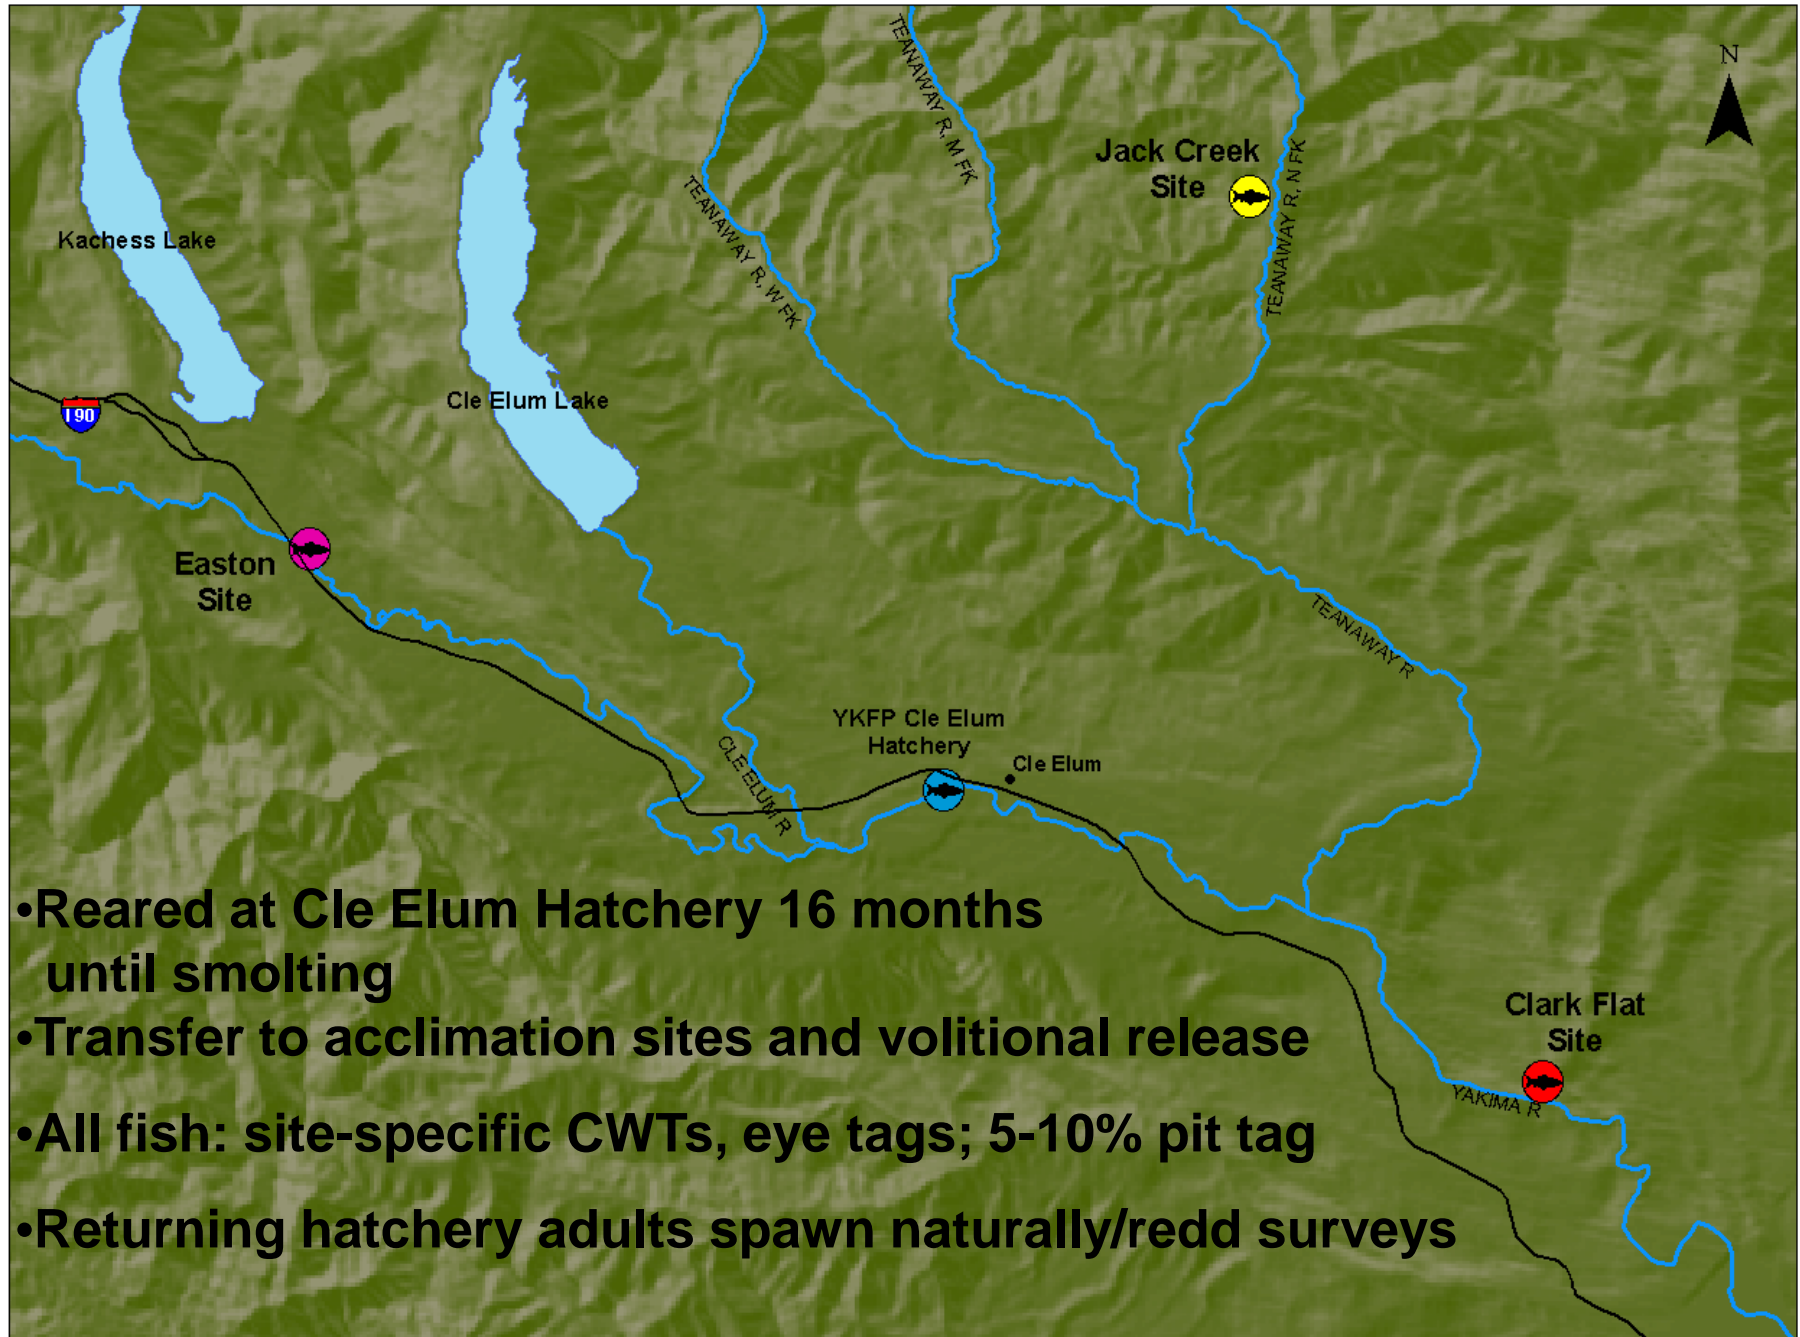 N
TEANAWAY R, M FK
Jack Creek
Site
TEANAWAY R, N FK
TEANAWAY R, W FK
Kachess Lake
Cle Elum Lake
I 90
Easton
Site
TEANAWAY R
YKFP Cle Elum
Hatchery
Cle Elum
CLE ELUM R
•Reared at Cle Elum Hatchery 16 months
until smolting
•Transfer to acclimation sites and volitional release
Clark Flat
Site
YAKIMA R
•All fish: site-specific CWTs, eye tags; 5-10% pit tag
•Returning hatchery adults spawn naturally/redd surveys